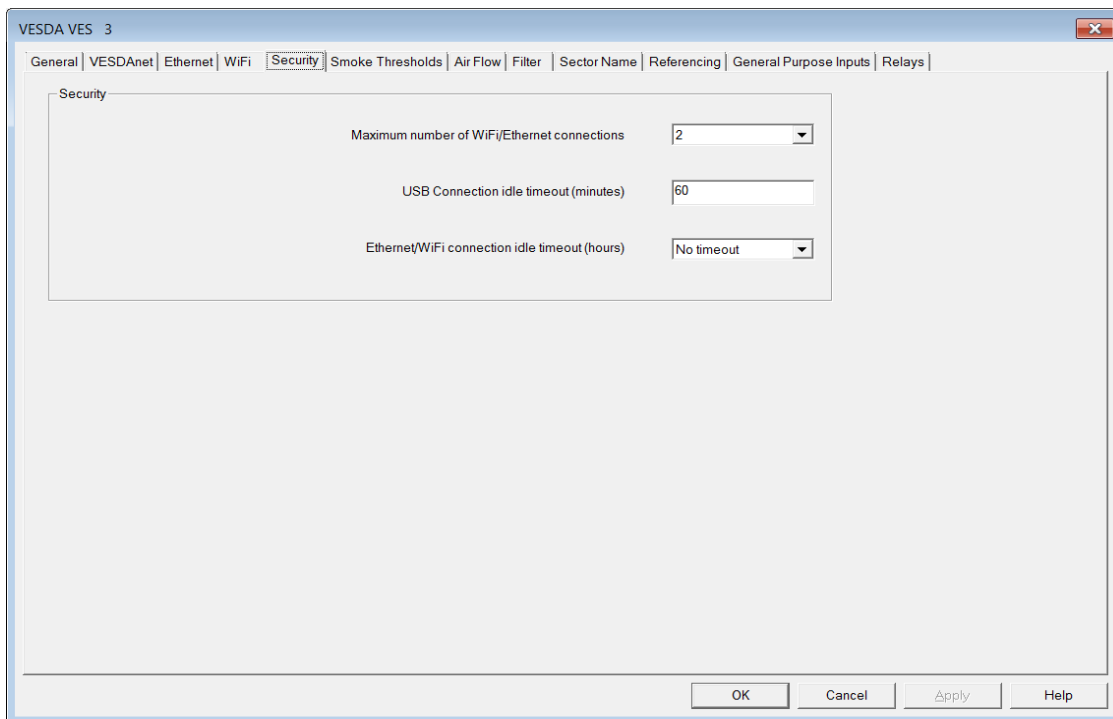 VESDA VES   3
General VESDAnet Ethernet WiFi Security Smoke Thresholds Air Flow Filter Sector Name Referencing General Purpose Inputs Relays
Security
Maximum number of WiFi/Ethernet connections 2
USB Connection idle timeout (minutes) 60
Ethernet/WiFi connection idle timeout (hours) No timeout
OK Cancel Apply Help